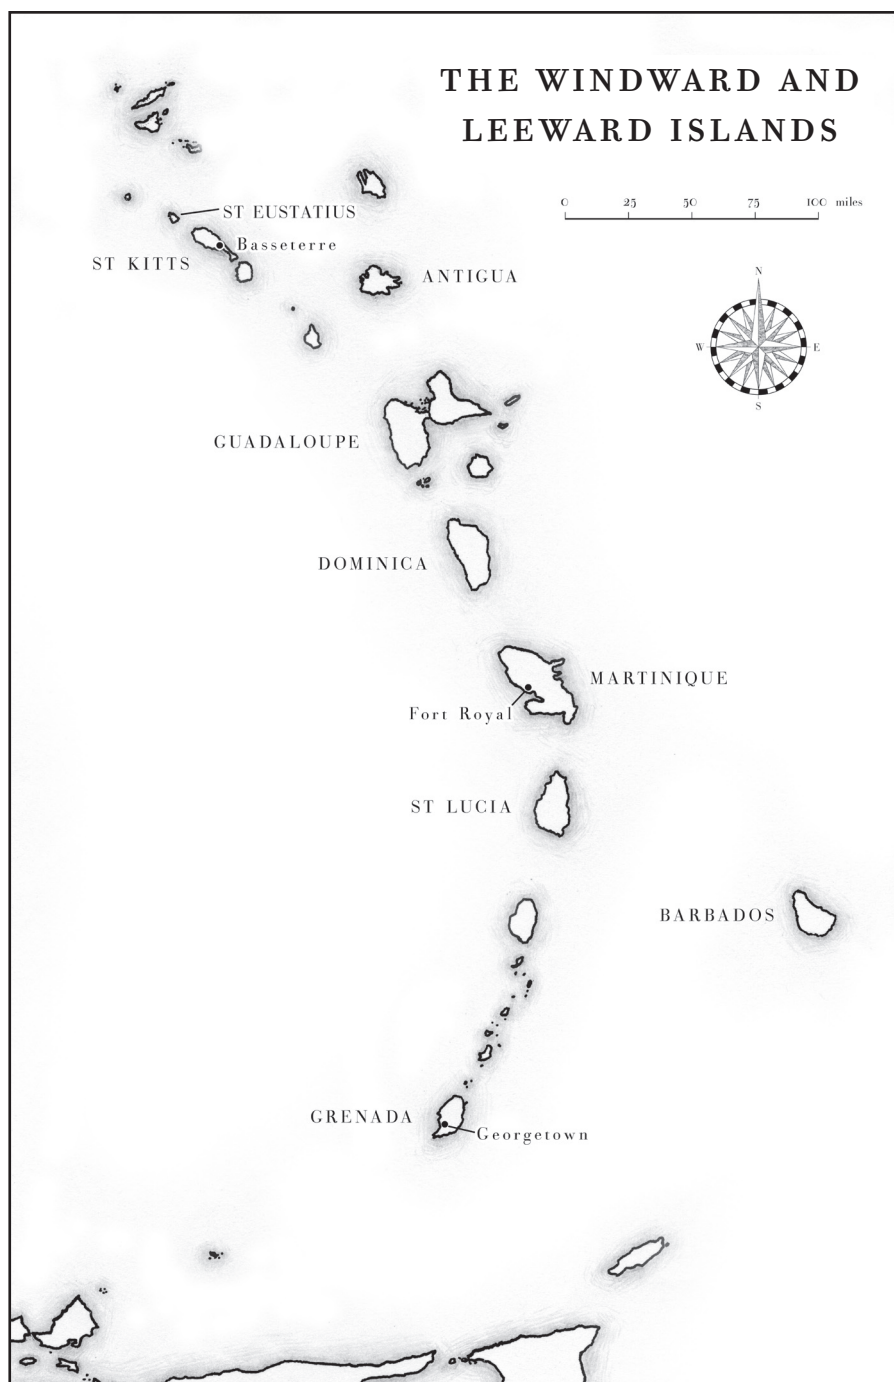 THE WINDWARD AND
LEEWARD ISLANDS
0 25 50 75 100 miles
ST EUSTATIUS
Basseterre
ST KITTS
ANTIGUA
N
W E
S
GUADALOUPE
DOMINICA
MARTINIQUE
Fort Royal
ST LUCIA
BARBADOS
GRENADA
Georgetown